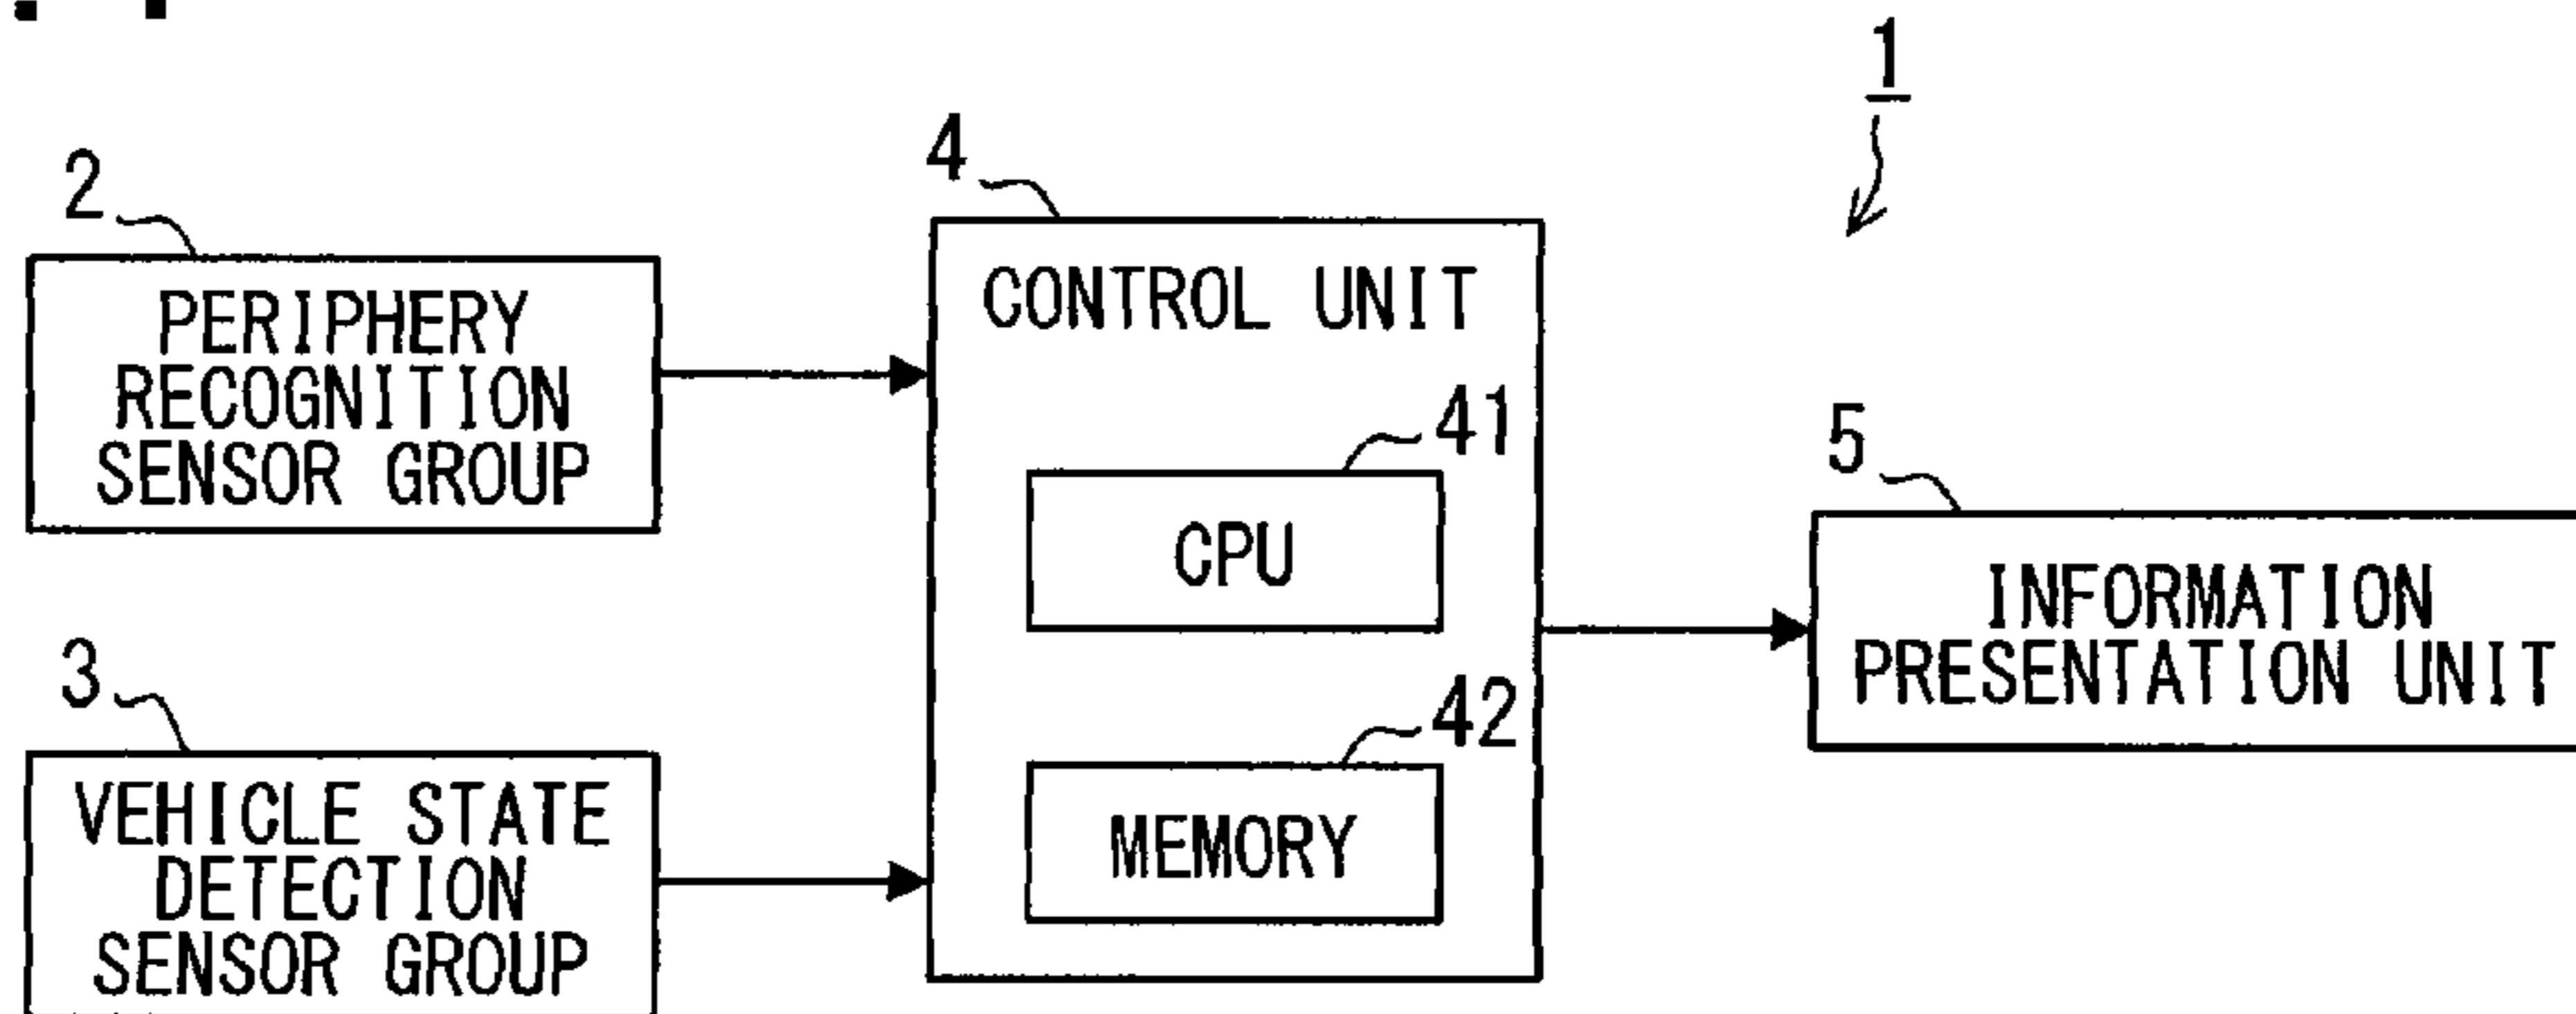 1
2
PERIPHERY
RECOGNITION
SENSOR GROUP
3
VEHICLE STATE
DETECTION
SENSOR GROUP
4
CONTROL UNIT
41
CPU
42
MEMORY
5
INFORMATION
PRESENTATION UNIT